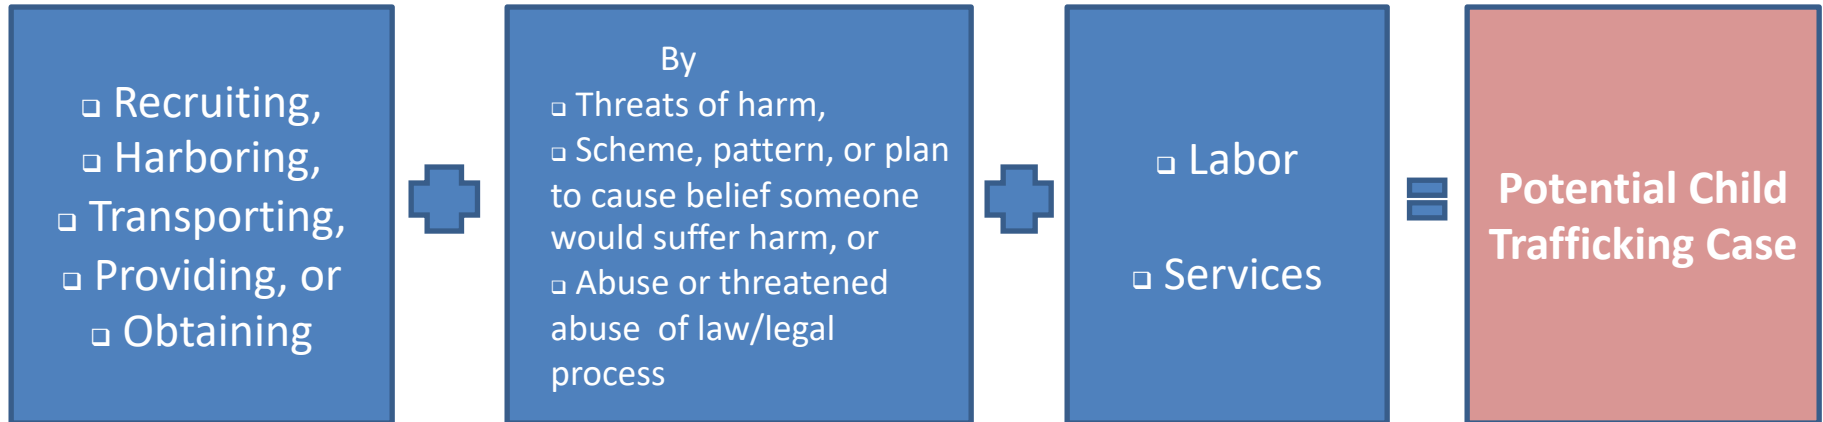 ❑ Recruiting,
❑ Harboring,
❑ Transporting,
❑ Providing, or
❑ Obtaining
By
❑ Threats of harm,
❑ Scheme, pattern, or plan
to cause belief someone
would suffer harm, or
❑ Abuse or threatened
abuse of law/legal
process
❑ Labor
❑ Services
Potential Child
Trafficking Case